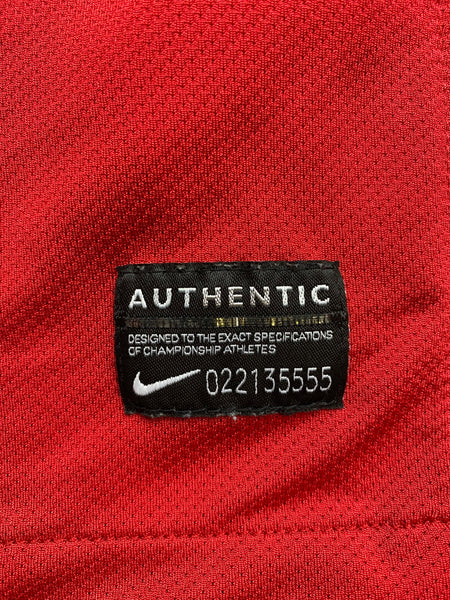 AUTHENTIC
DESIGNED TO THE EXACT SPECIFICATIONS
OF CHAMPIONSHIP ATHLETES
022135555